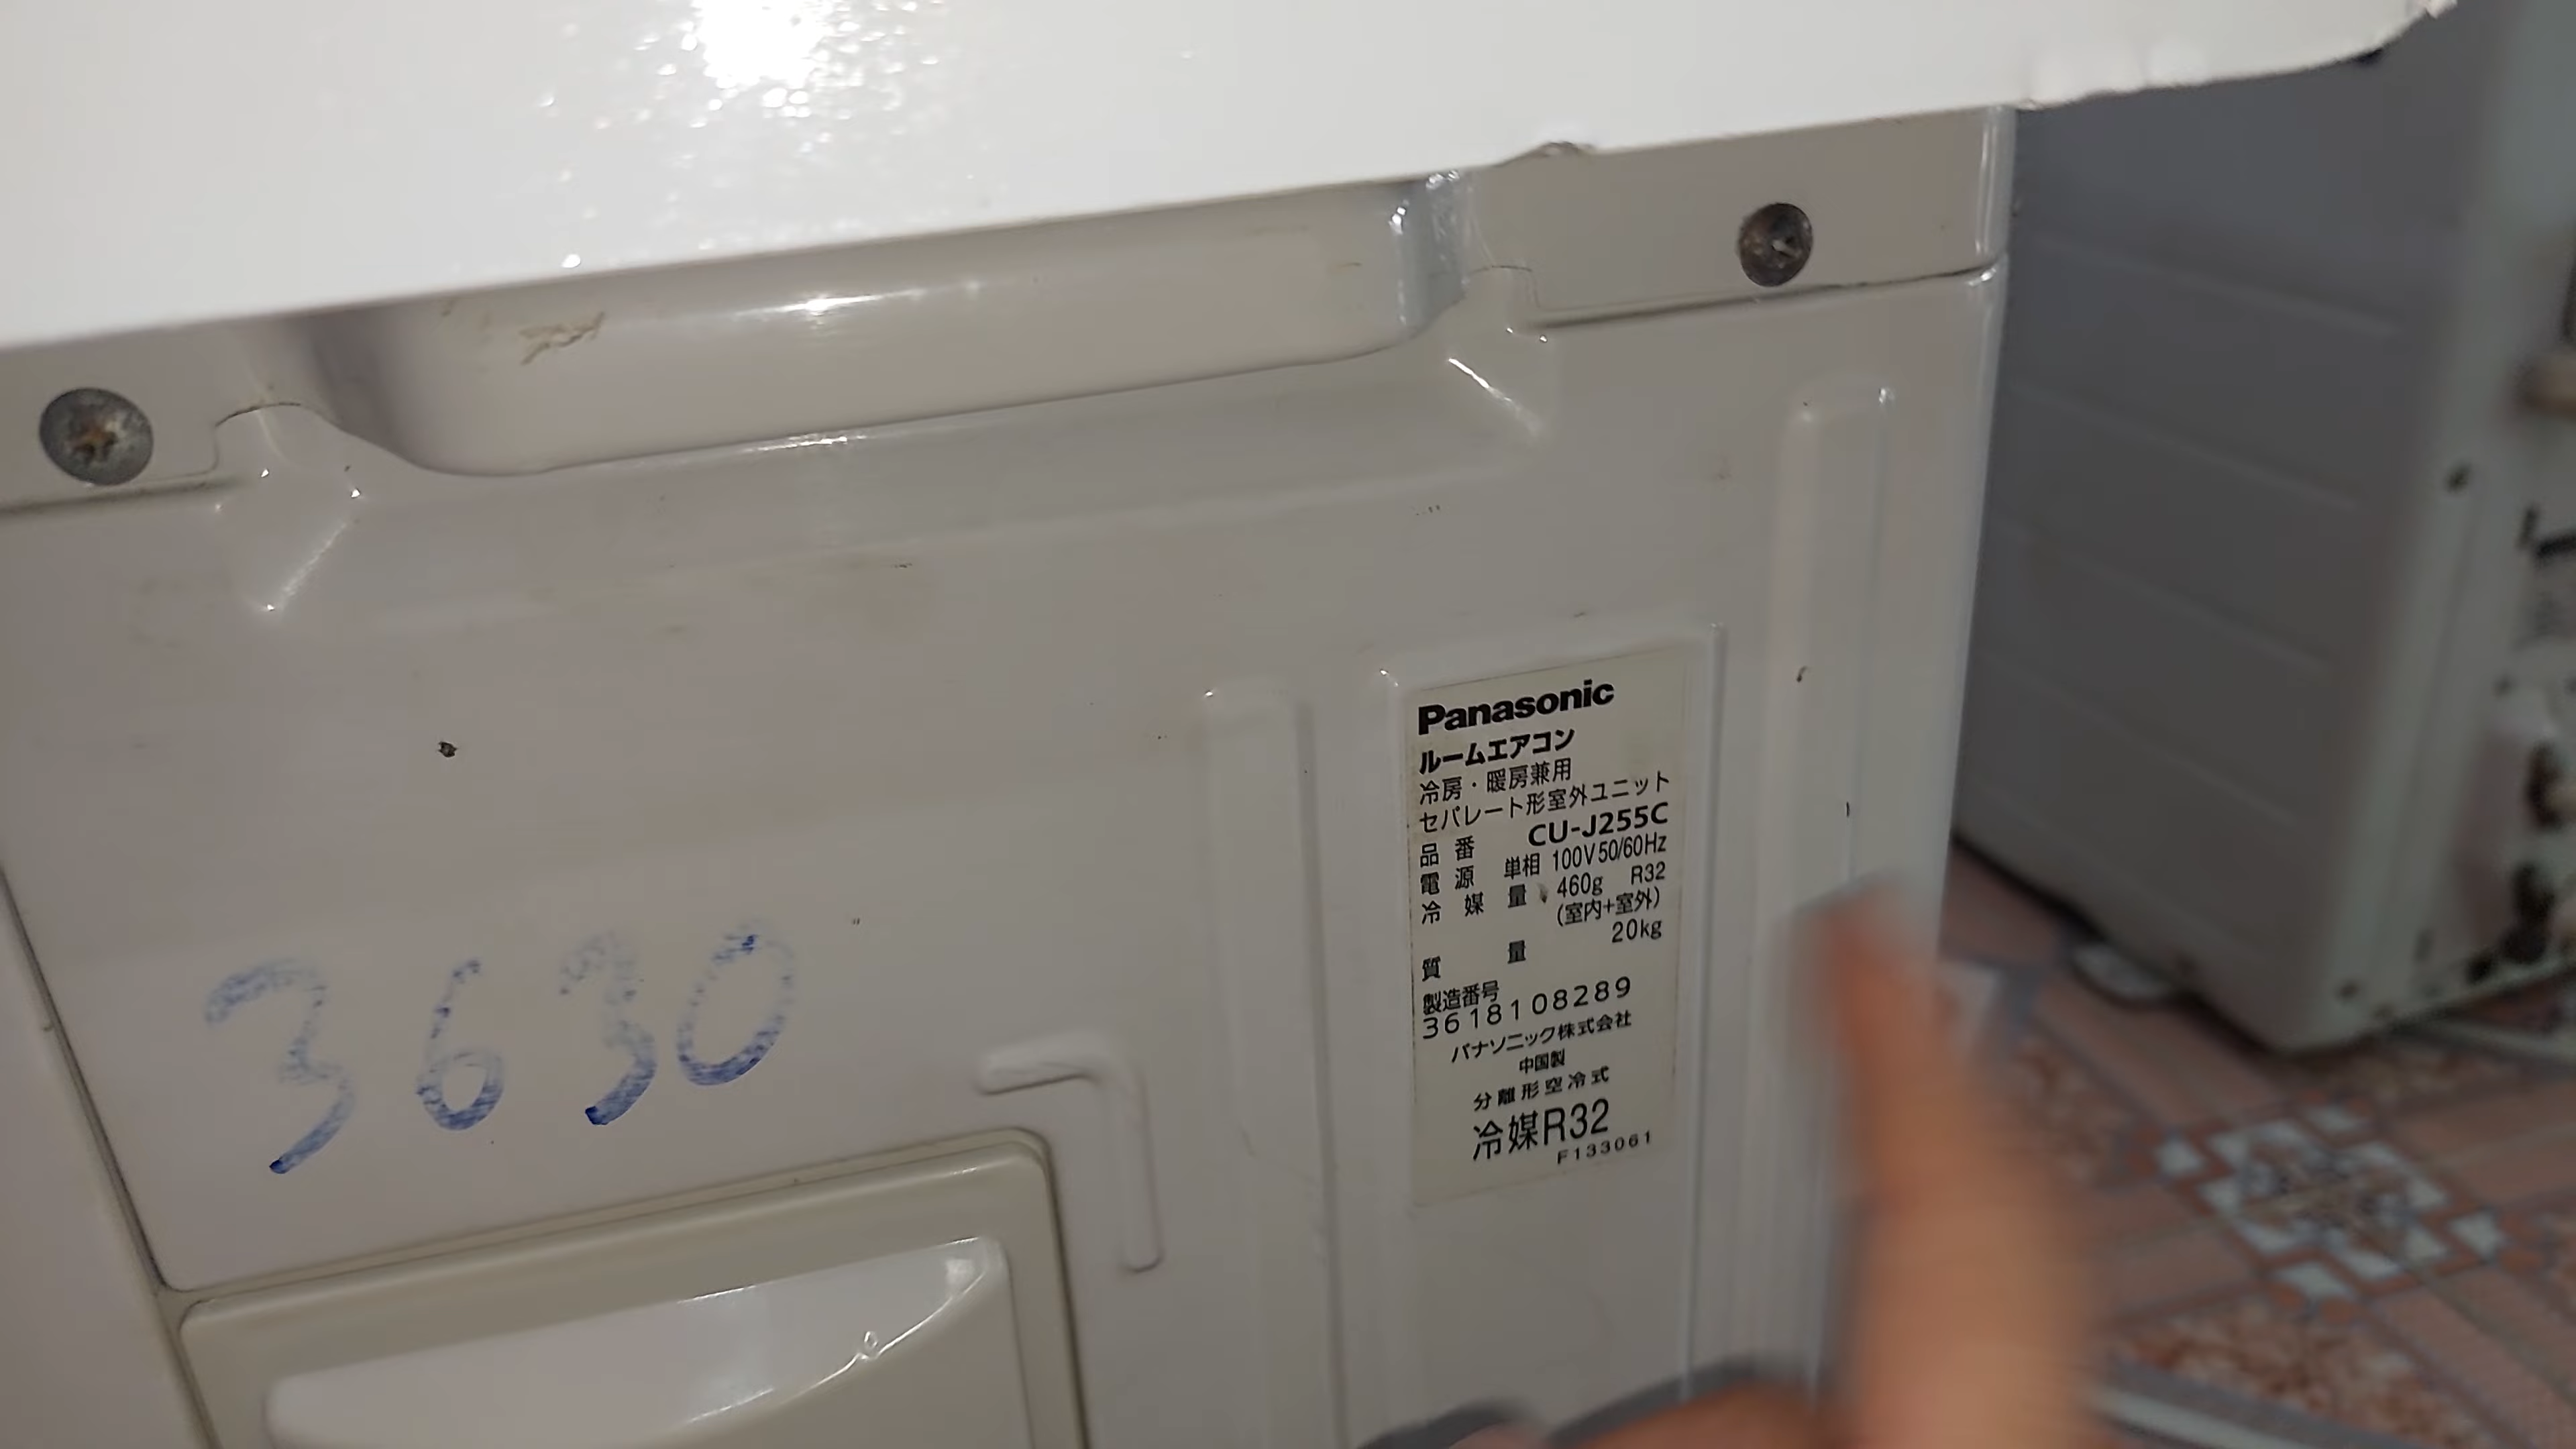 Panasonic
ルームエアコン
冷房・暖房兼用
セパレート形室外ユニット
品番 CU-J255C
電源 単相 100V 50/60Hz
冷媒量 460g R32
(室内+室外)
質量 20kg
製造番号
3618108289
パナソニック株式会社
中国製
分離形空冷式
冷媒R32
F133061
3630